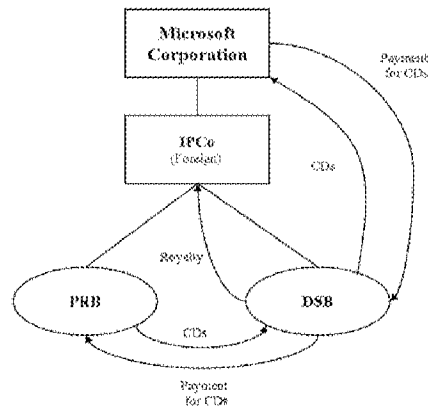 Microsoft
Corporation
Payment
for CDs
IPCo
(Foreign)
CDs
Royalty
PRB
DSB
CDs
Payment
for CDs